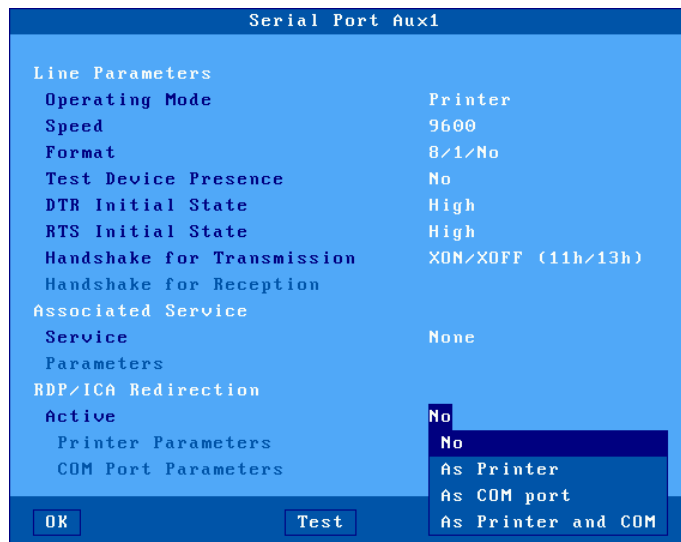 Serial Port Aux1
Line Parameters
Operating Mode Printer
Speed 9600
Format 8/1/No
Test Device Presence No
DTR Initial State High
RTS Initial State High
Handshake for Transmission XON/XOFF (11h/13h)
Handshake for Reception
Associated Service
Service None
Parameters
RDP/ICA Redirection
Active No
Printer Parameters No
COM Port Parameters As Printer
As COM port
OK Test As Printer and COM